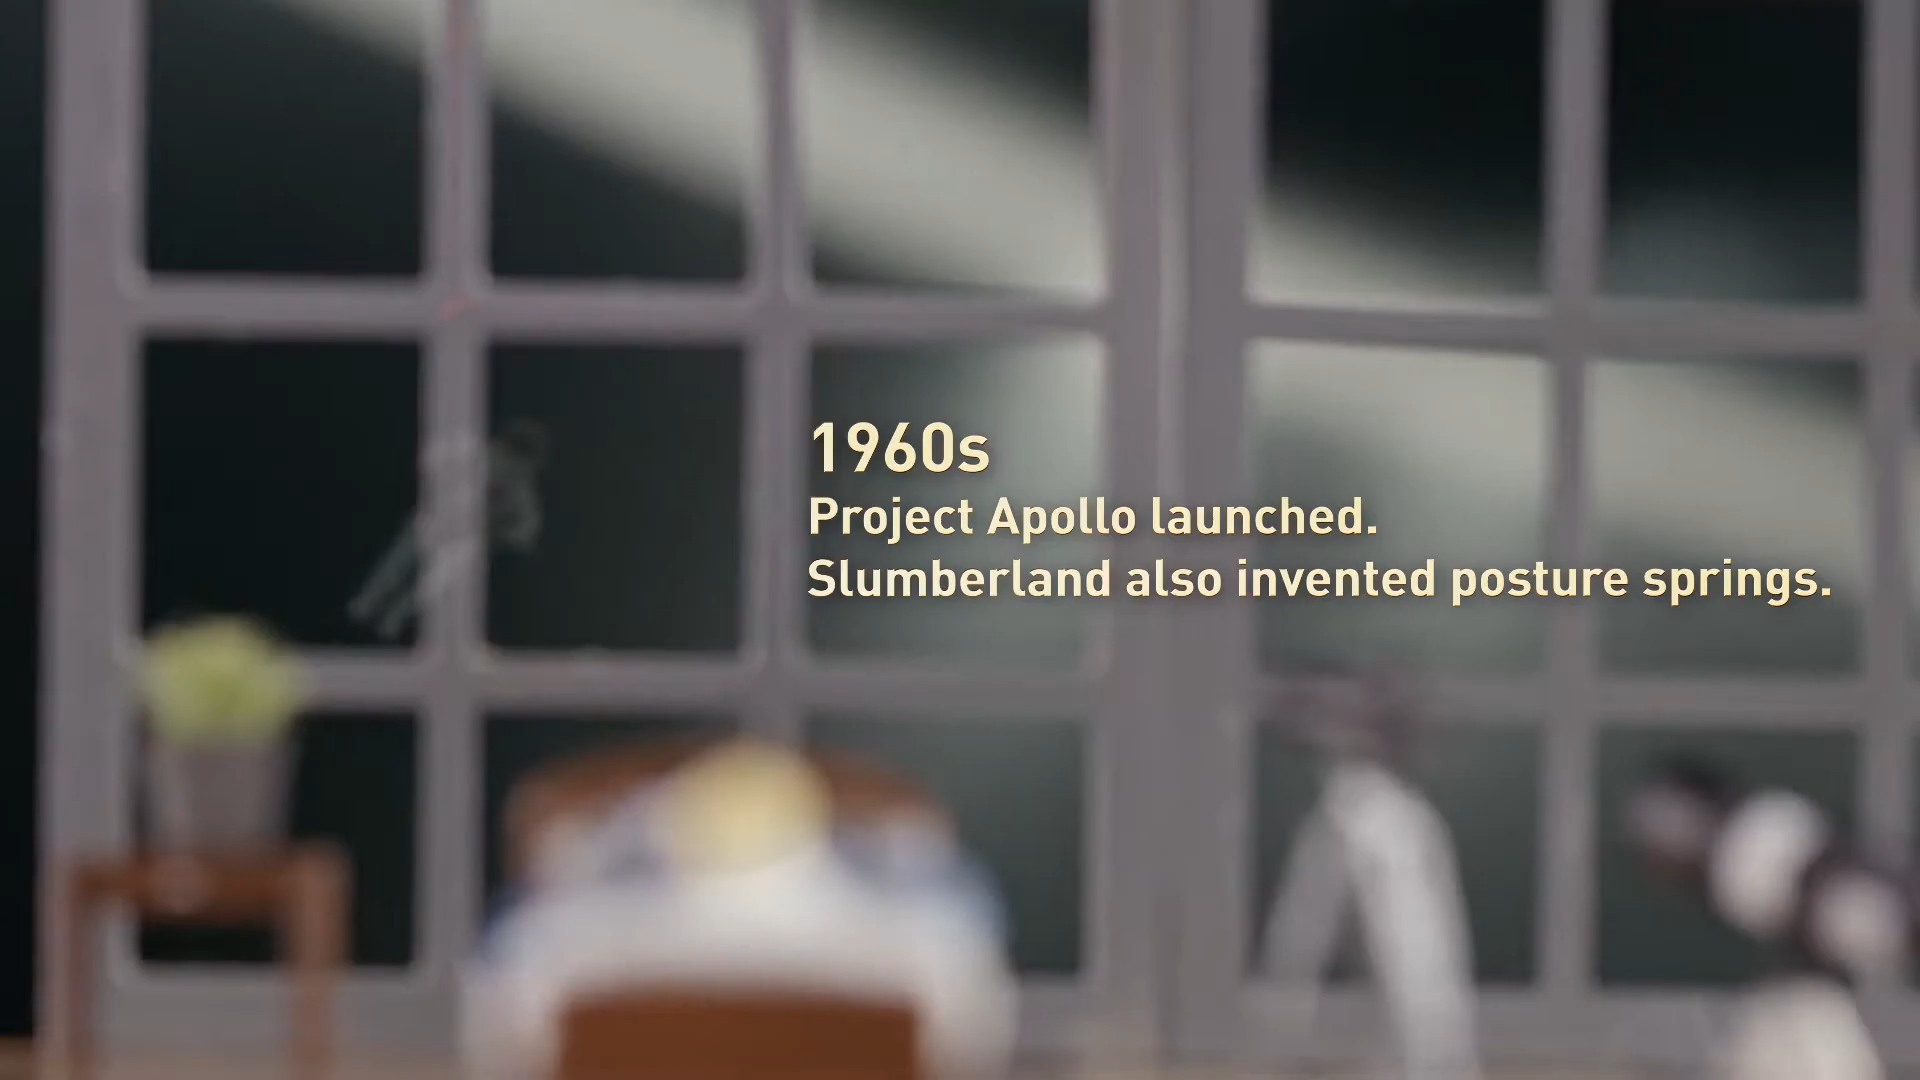 1960s
Project Apollo launched.
Slumberland also invented posture springs.